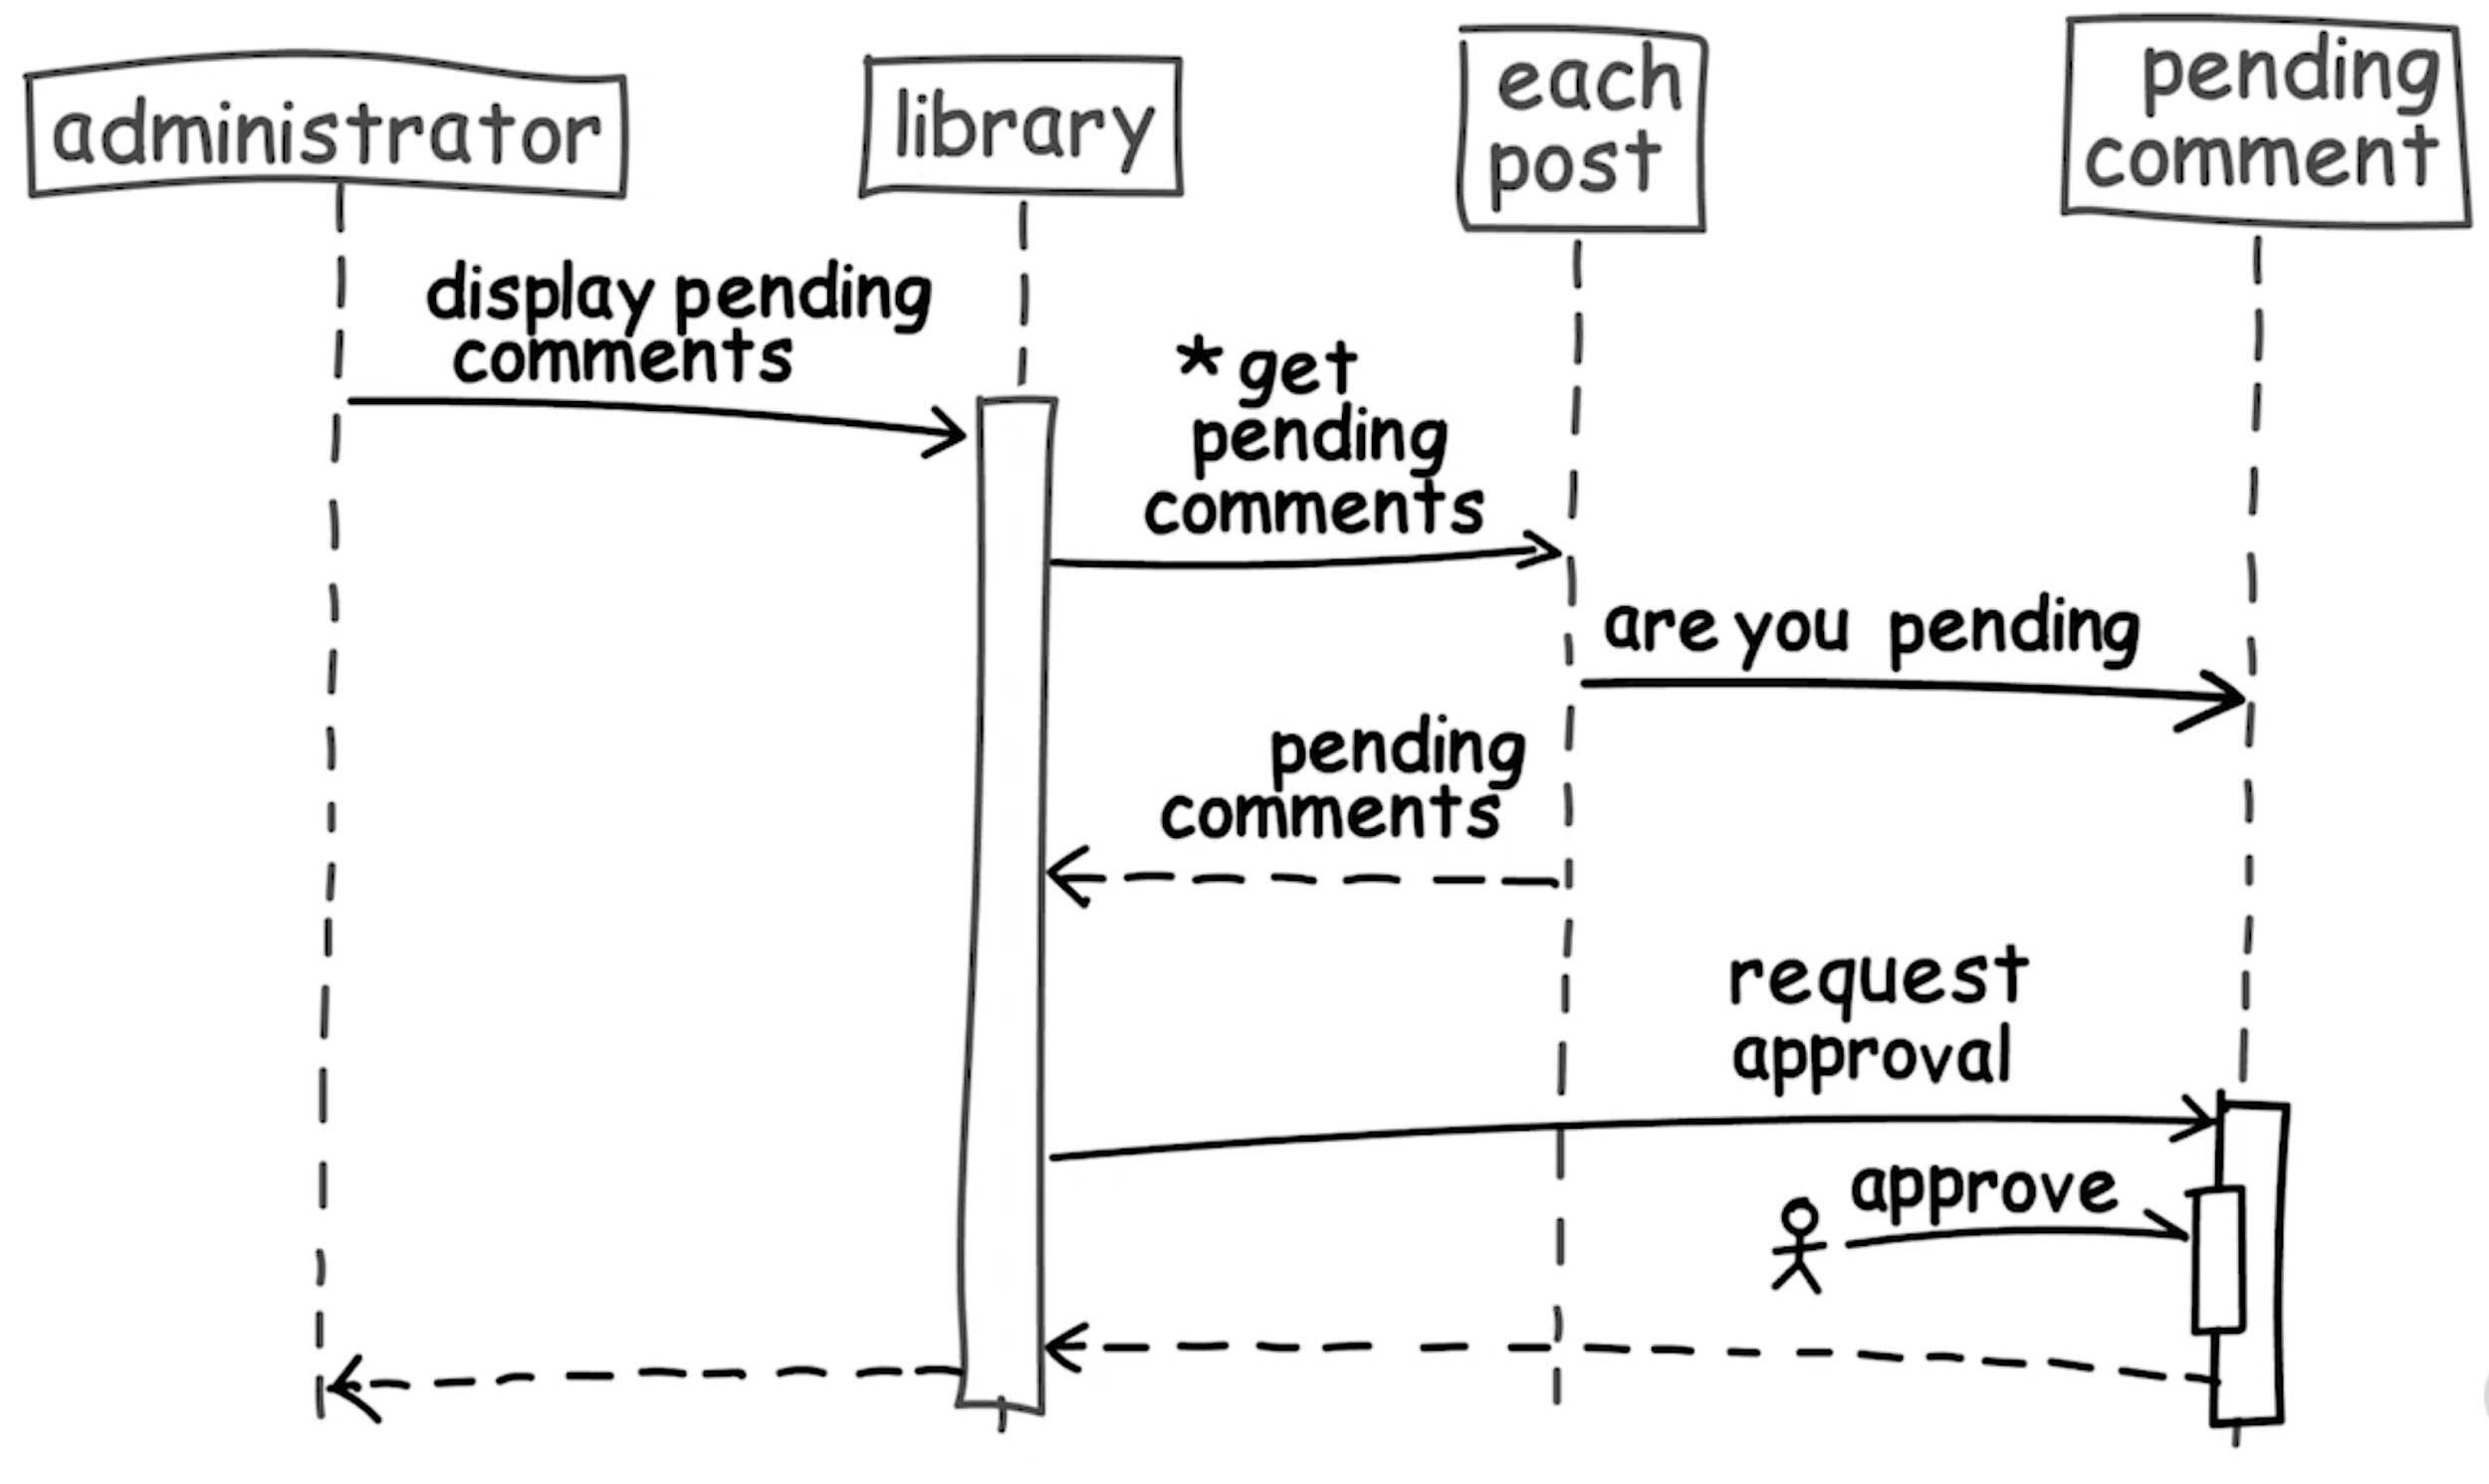 administrator
library
each
post
pending
comment
display pending
comments
* get
pending
comments
are you pending
pending
comments
request
approval
approve